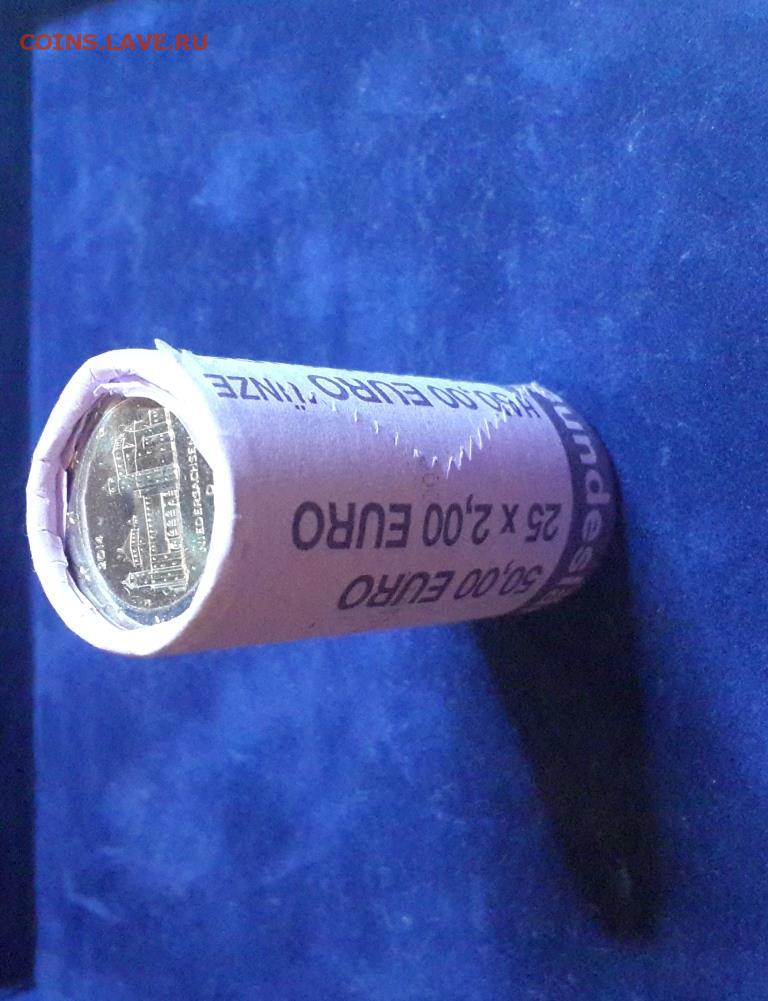 COINS.LAVE.RU
50,00 EURO
25 x 2,00 EURO
50,00 EURO
2014
NIEDERSACHSEN
D